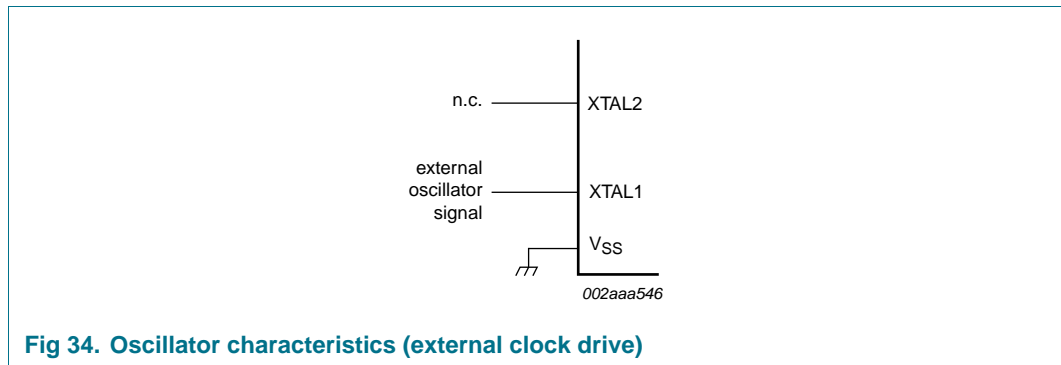 n.c.
XTAL2
external
oscillator
signal
XTAL1
VSS
002aaa546
Fig 34. Oscillator characteristics (external clock drive)